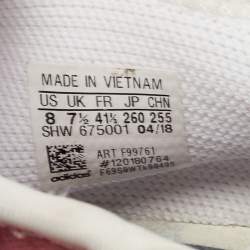 MADE IN VIETNAM
US UK FR JP CHN
8 7½ 41⅓ 260 255
SHW 675001 04/18
ART F99761
#120180764
adidas